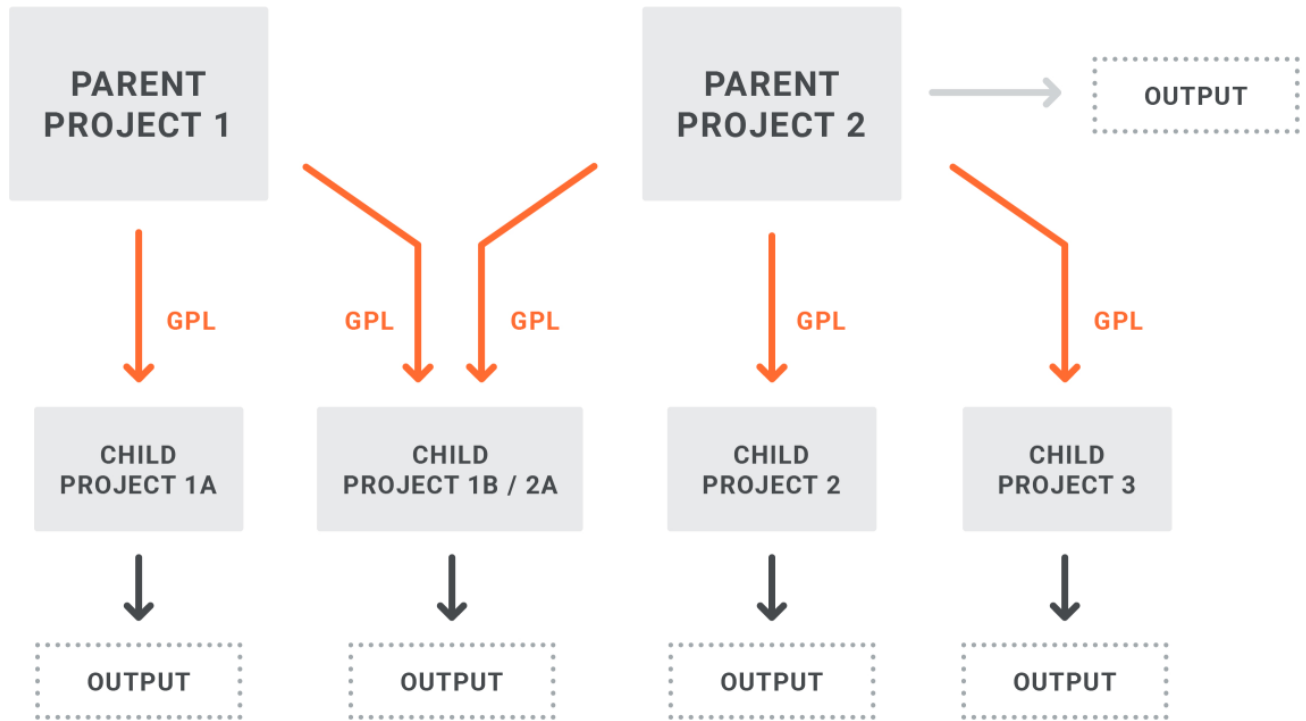 PARENT
PROJECT 1
PARENT
PROJECT 2
OUTPUT
GPL
GPL
GPL
GPL
GPL
CHILD
PROJECT 1A
CHILD
PROJECT 1B / 2A
CHILD
PROJECT 2
CHILD
PROJECT 3
OUTPUT
OUTPUT
OUTPUT
OUTPUT